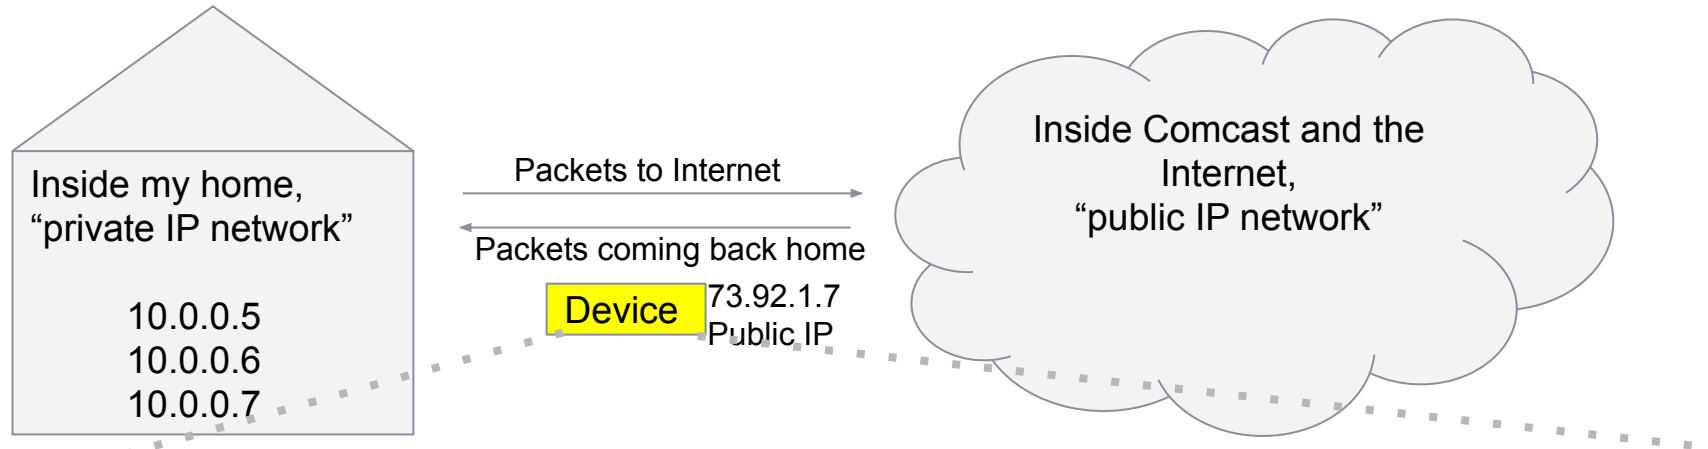 Inside my home,
“private IP network”
10.0.0.5
10.0.0.6
10.0.0.7
Packets to Internet
Packets coming back home
Device
73.92.1.7
Public IP
Inside Comcast and the
Internet,
“public IP network”